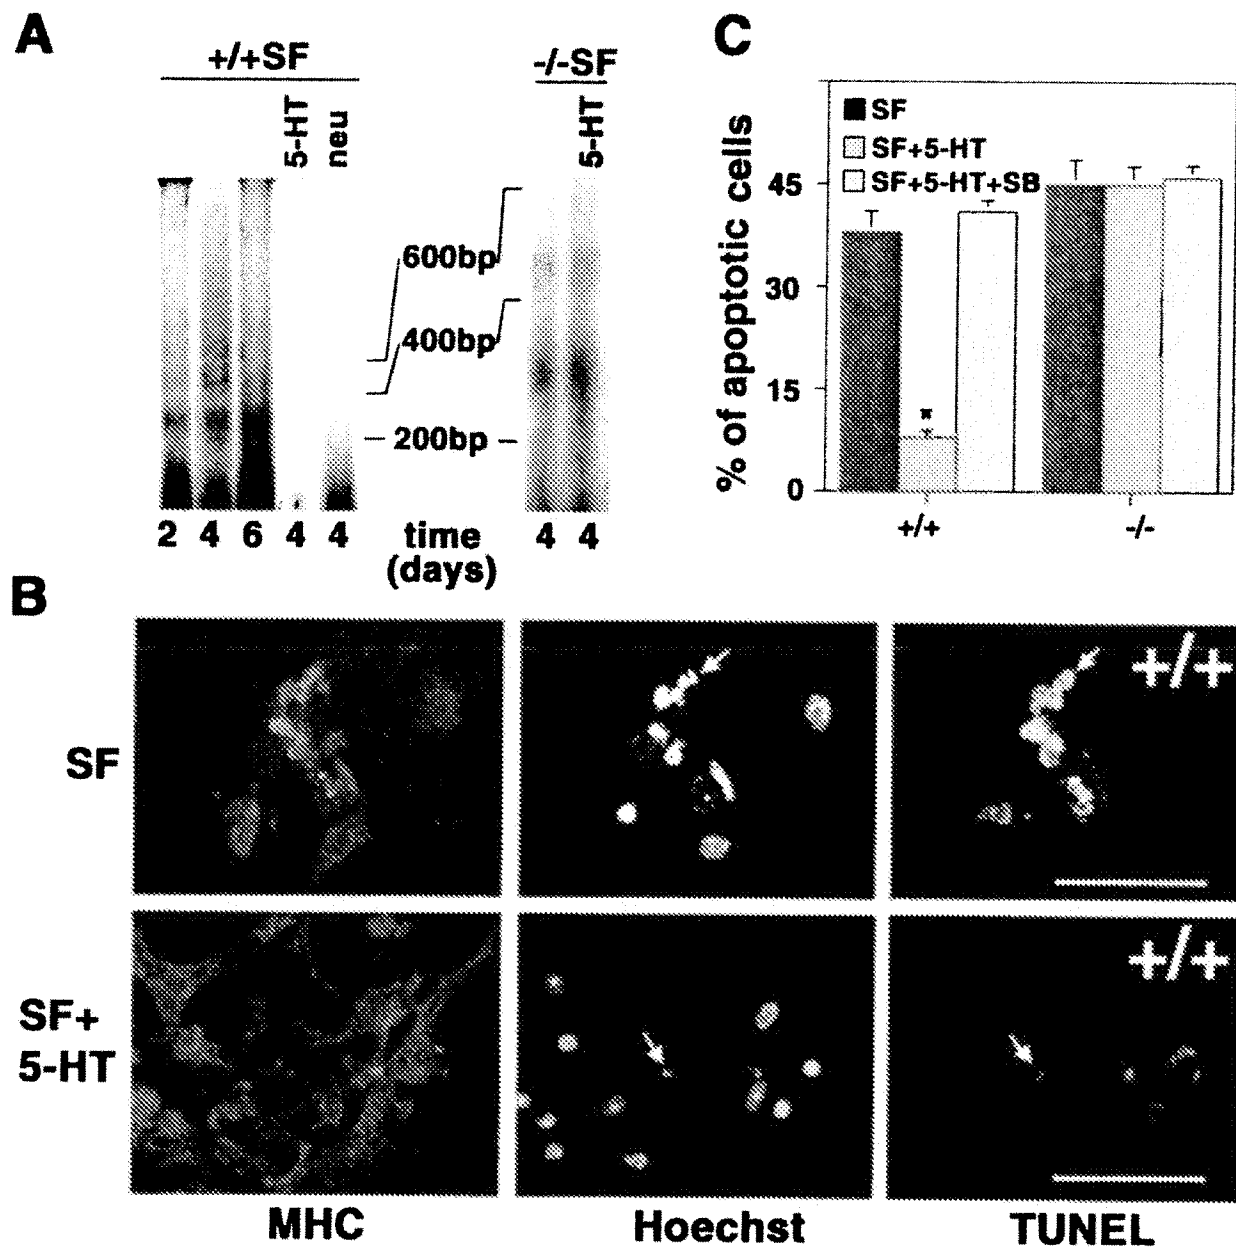 A
+/+SF
5-HT
neu
-/-SF
5-HT
600bp
400bp
200bp
2 4 6 4 4 time (days) 4 4
C
% of apoptotic cells
SF
SF+5-HT
SF+5-HT+SB
45
30
15
0
*
+/+ -/-
B
SF
+/+
SF+
5-HT
+/+
MHC Hoechst TUNEL